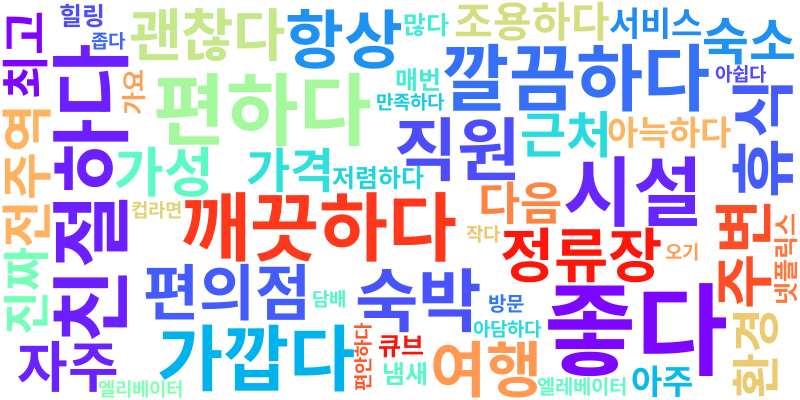 힐링
좁다
최고
괜찮다
항상
많다
조용하다
서비스
숙소
친절하다
가요
편하다
매번
만족하다
깔끔하다
아쉽다
휴식
전주역
가성
가격
저렴하다
직원
근처
아늑하다
컵라면
깨끗하다
다음
시설
작다
정류장
오기
주변
넷플릭스
진짜
편의점
담배
숙박
방문
아담하다
좋다
자주
가깝다
편안하다
큐브
냄새
여행
환경
엘리베이터
엘레베이터
아주